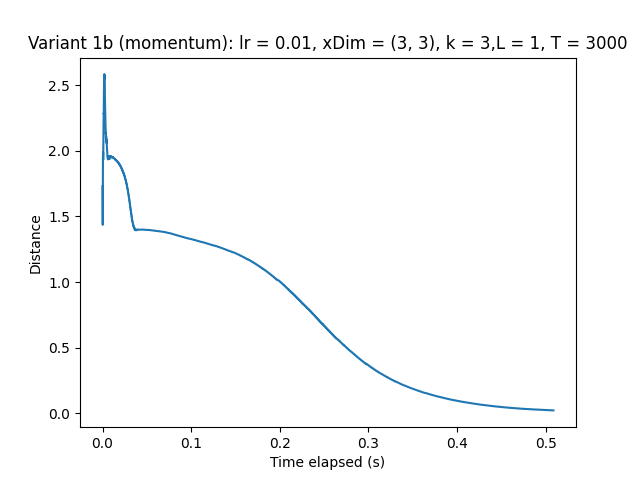 Variant 1b (momentum): lr = 0.01, xDim = (3, 3), k = 3,L = 1, T = 3000
2.5
2.0
1.5
1.0
0.5
0.0
Distance
0.0 0.1 0.2 0.3 0.4 0.5
Time elapsed (s)